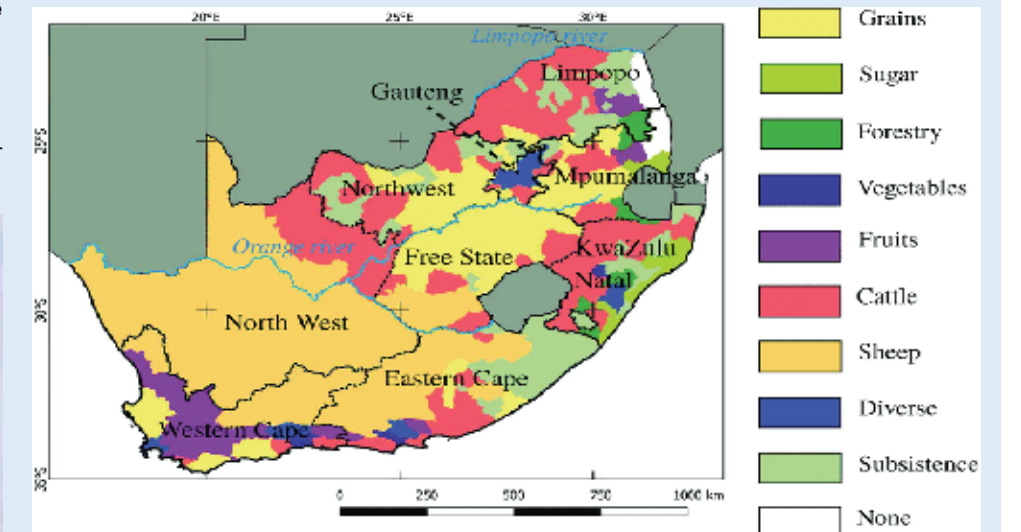 20°E 25°E 30°E
Limpopo river
Limpopo
Gauteng
25°S
Northwest
Mpumalanga
Orange river
Free State
KwaZulu
Natal
30°S
North West
Eastern Cape
Western Cape
35°S
0 250 500 750 1000 km
Grains
Sugar
Forestry
Vegetables
Fruits
Cattle
Sheep
Diverse
Subsistence
None